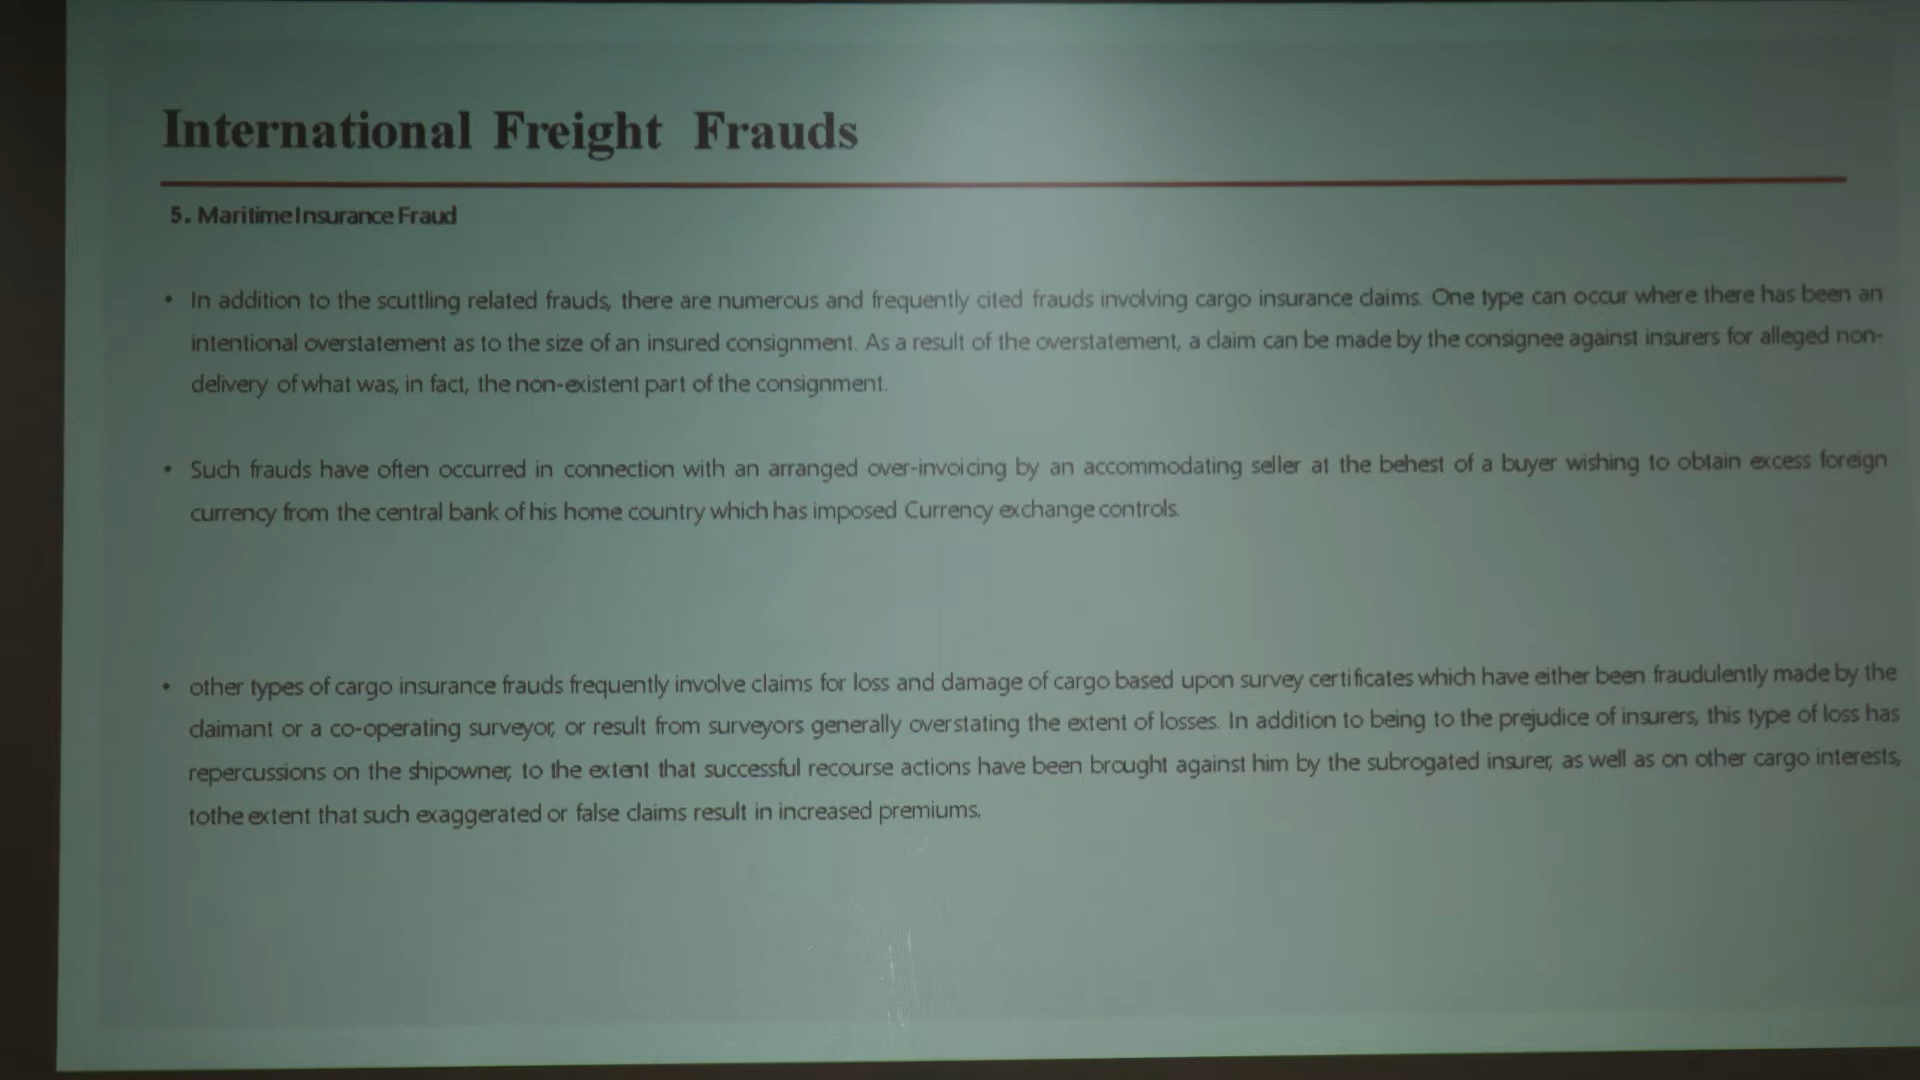 International Freight Frauds
5. Maritime Insurance Fraud
• In addition to the scuttling related frauds, there are numerous and frequently cited frauds involving cargo insurance claims. One type can occur where there has been an
intentional overstatement as to the size of an insured consignment. As a result of the overstatement, a claim can be made by the consignee against insurers for alleged non-
delivery of what was, in fact, the non-existent part of the consignment.
• Such frauds have often occurred in connection with an arranged over-invoicing by an accommodating seller at the behest of a buyer wishing to obtain excess foreign
currency from the central bank of his home country which has imposed Currency exchange controls.
• other types of cargo insurance frauds frequently involve claims for loss and damage of cargo based upon survey certificates which have either been fraudulently made by the
claimant or a co-operating surveyor, or result from surveyors generally overstating the extent of losses. In addition to being to the prejudice of insurers, this type of loss has
repercussions on the shipowner, to the extent that successful recourse actions have been brought against him by the subrogated insurer, as well as on other cargo interests,
tothe extent that such exaggerated or false claims result in increased premiums.